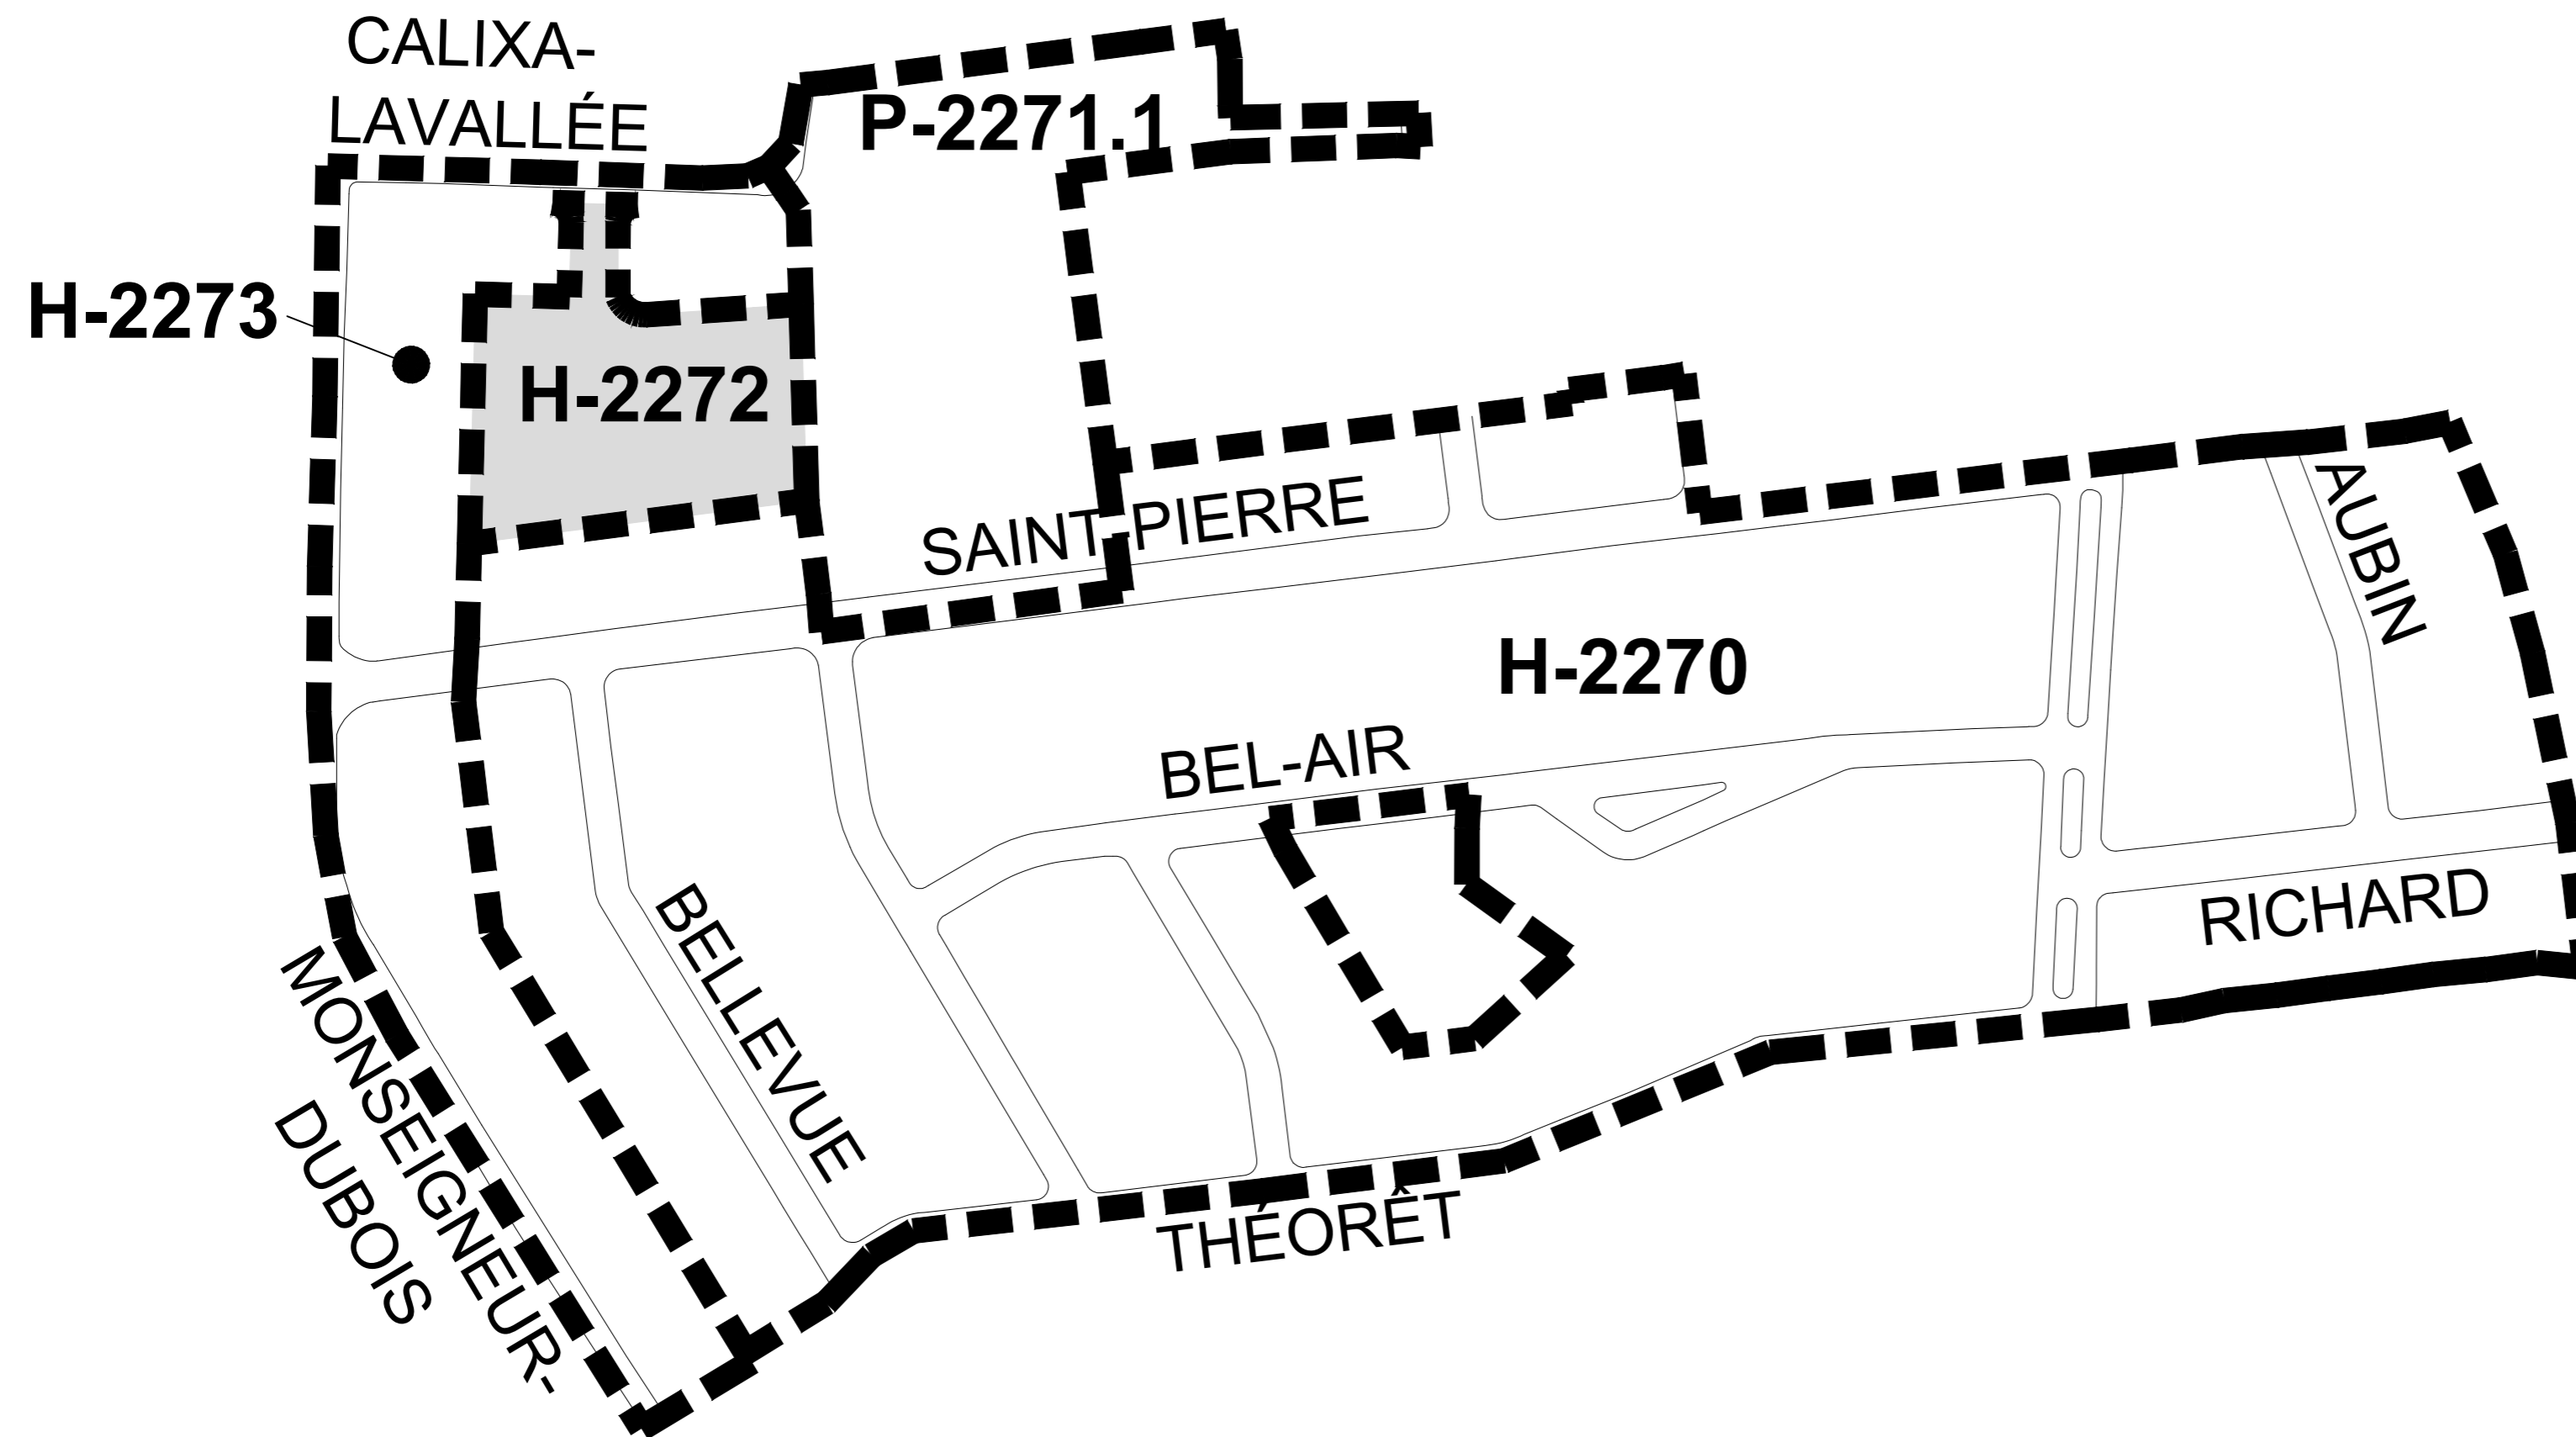 CALIXA-
LAVALLÉE
P-2271.1
H-2273
H-2272
SAINT-PIERRE
AUBIN
H-2270
BEL-AIR
RICHARD
BELLEVUE
MONSEIGNEUR-
DUBOIS
THÉORÊT